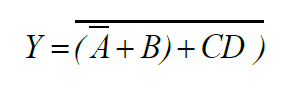 Y = \overline{( \overline{A} + B) + CD )}